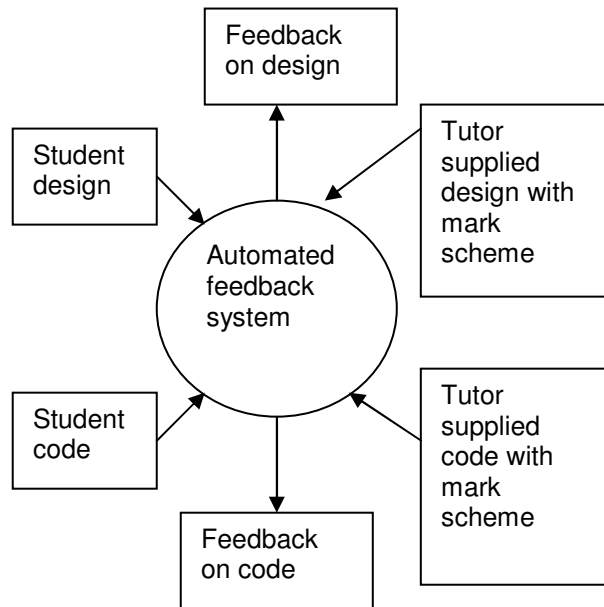 Feedback
on design
Student
design
Tutor
supplied
design with
mark
scheme
Automated
feedback
system
Student
code
Tutor
supplied
code with
mark
scheme
Feedback
on code